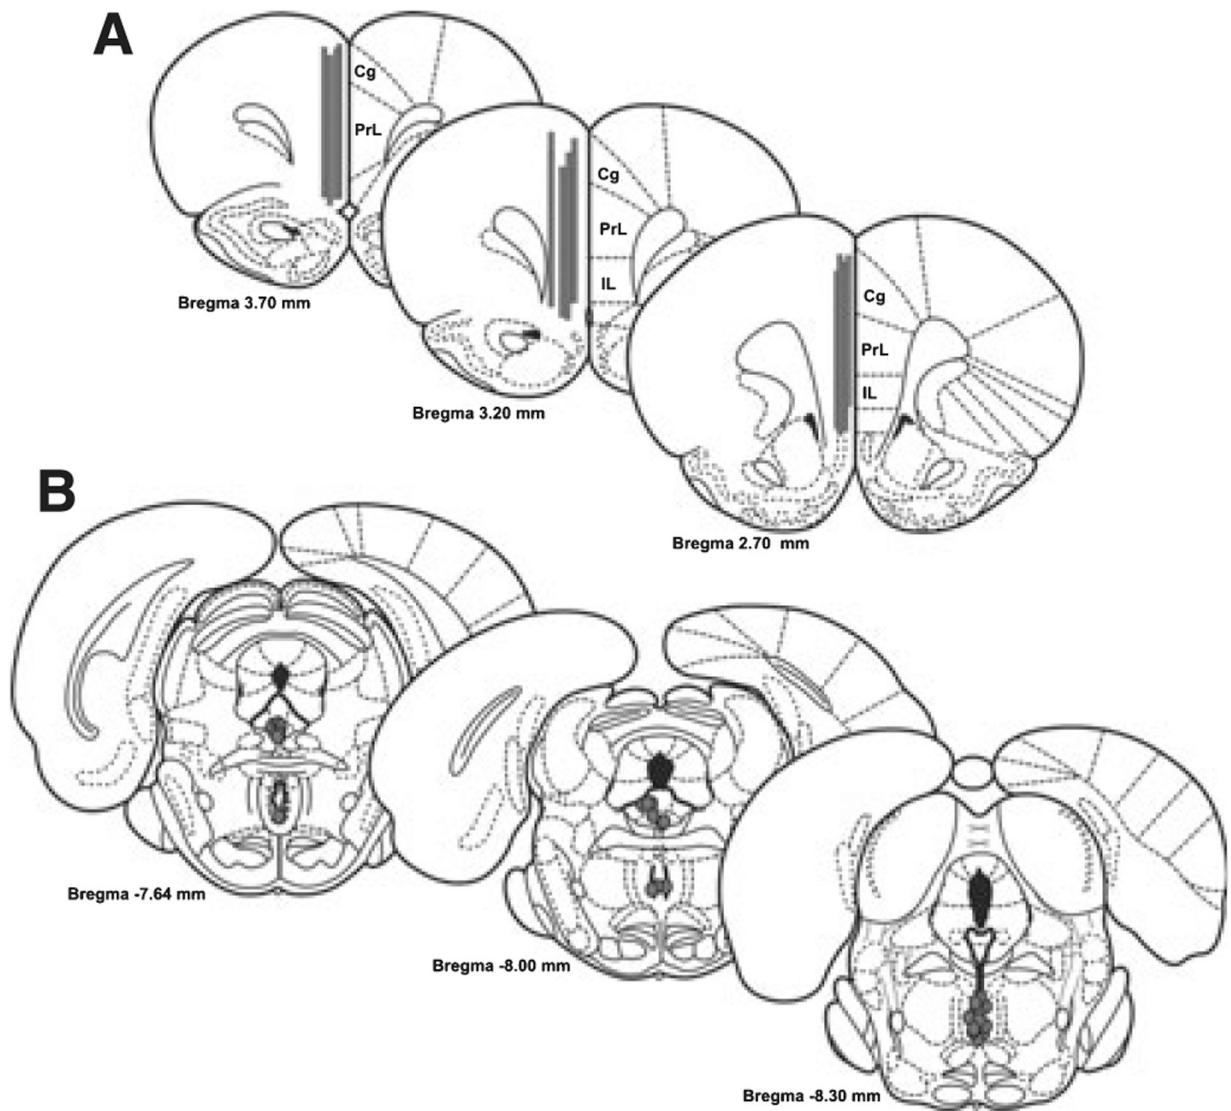 A
Cg
PrL
Bregma 3.70 mm
Cg
PrL
IL
Bregma 3.20 mm
Cg
PrL
IL
Bregma 2.70 mm
B
Bregma -7.64 mm
Bregma -8.00 mm
Bregma -8.30 mm